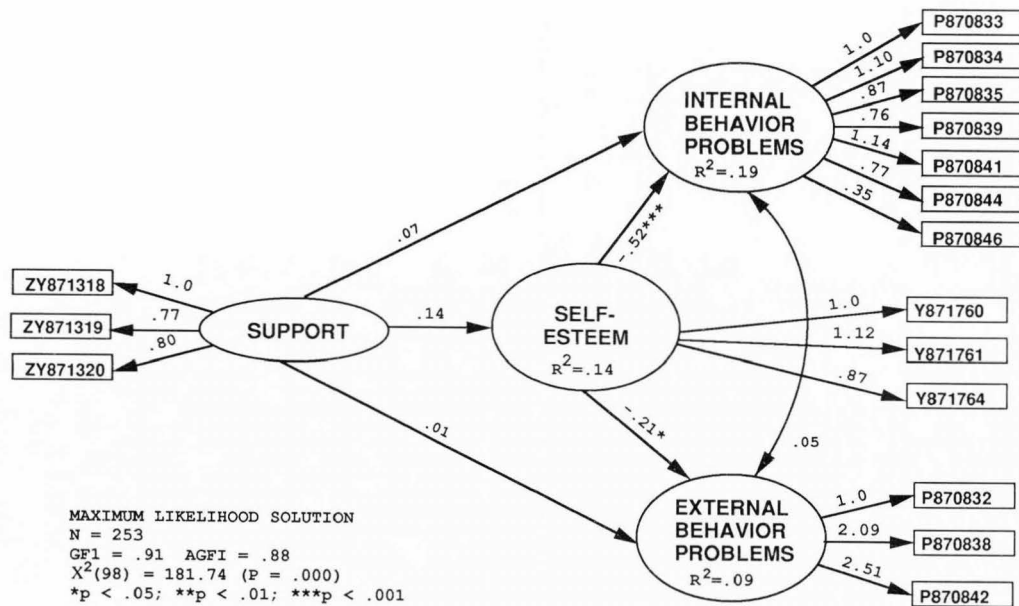 P870833
1.0
P870834
1.10
P870835
.87
P870839
.76
P870841
1.14
P870844
.77
P870846
.35
INTERNAL
BEHAVIOR
PROBLEMS
R²=.19
.07
-.52***
ZY871318
1.0
ZY871319
.77
ZY871320
.80
SUPPORT
.14
SELF-
ESTEEM
R²=.14
1.0
Y871760
1.12
Y871761
.87
Y871764
.01
-.21*
.05
EXTERNAL
BEHAVIOR
PROBLEMS
R²=.09
1.0
P870832
2.09
P870838
2.51
P870842
MAXIMUM LIKELIHOOD SOLUTION
N = 253
GF1 = .91 AGFI = .88
X²(98) = 181.74 (P = .000)
*p < .05; **p < .01; ***p < .001